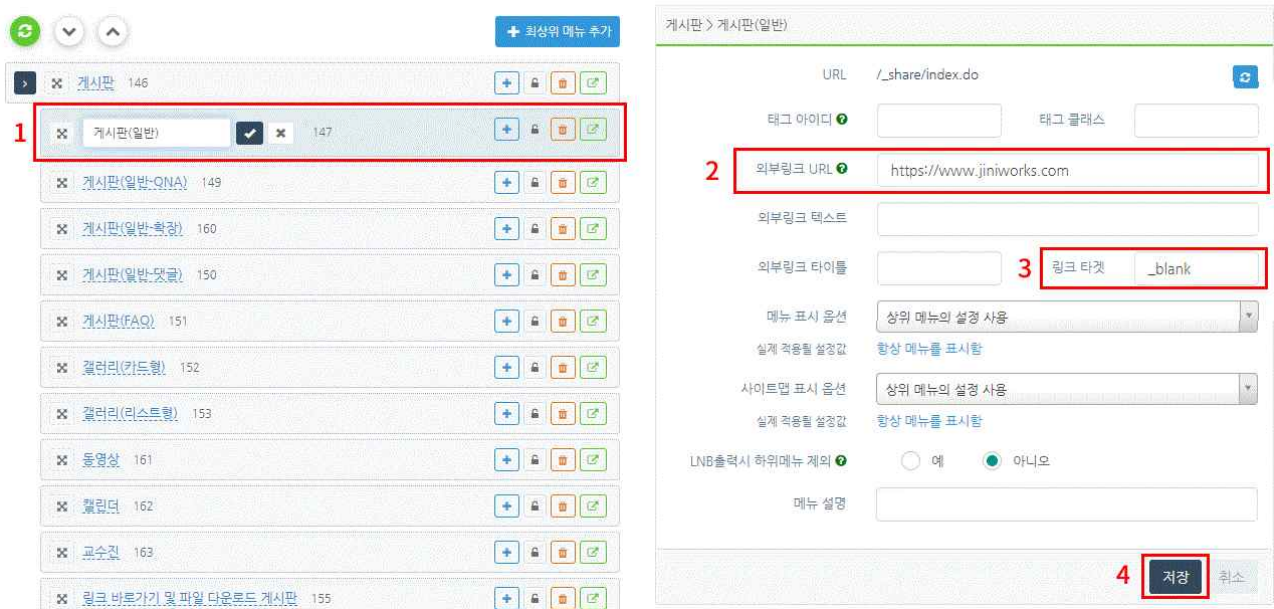 최상위 메뉴 추가
게시판 146
1 게시판(일반) 147
게시판(일반-QNA) 149
게시판(일반-확장) 160
게시판(일반-댓글) 150
게시판(FAQ) 151
갤러리(카드형) 152
갤러리(리스트형) 153
동영상 161
캘린더 162
교수진 163
링크 바로가기 및 파일 다운로드 게시판 155
게시판 > 게시판(일반)
URL /_share/index.do
태그 아이디 태그 클래스
2 외부링크 URL https://www.jiniworks.com
외부링크 텍스트
외부링크 타이틀 3 링크 타겟 _blank
메뉴 표시 옵션 상위 메뉴의 설정 사용
실제 적용될 설정값 항상 메뉴를 표시함
사이트맵 표시 옵션 상위 메뉴의 설정 사용
실제 적용될 설정값 항상 메뉴를 표시함
LNB출력시 하위메뉴 제외 예 아니오
메뉴 설명
4 저장 취소